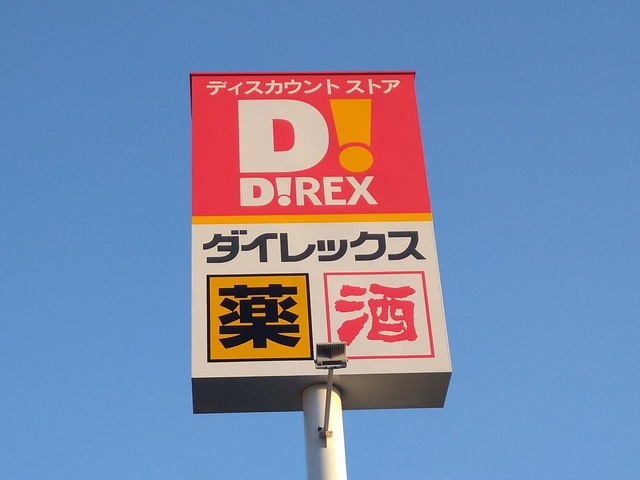 ディスカウント ストア
D!
D!REX
ダイレックス
薬 酒